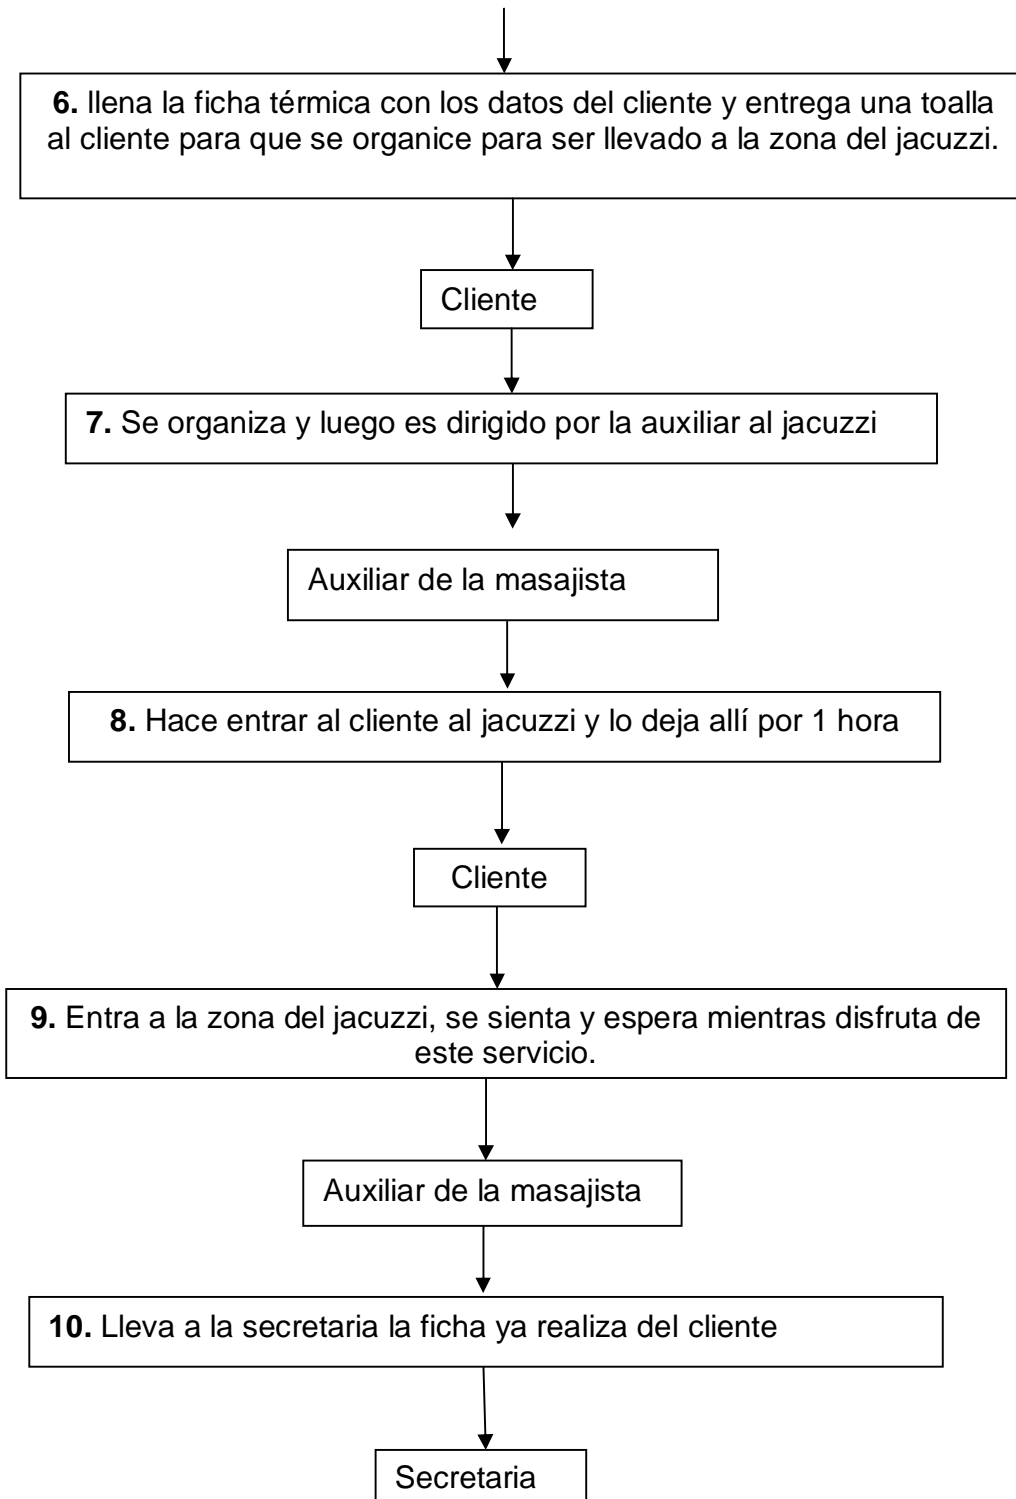 6. llena la ficha térmica con los datos del cliente y entrega una toalla
al cliente para que se organice para ser llevado a la zona del jacuzzi.
Cliente
7. Se organiza y luego es dirigido por la auxiliar al jacuzzi
Auxiliar de la masajista
8. Hace entrar al cliente al jacuzzi y lo deja allí por 1 hora
Cliente
9. Entra a la zona del jacuzzi, se sienta y espera mientras disfruta de
este servicio.
Auxiliar de la masajista
10. Lleva a la secretaria la ficha ya realiza del cliente
Secretaria